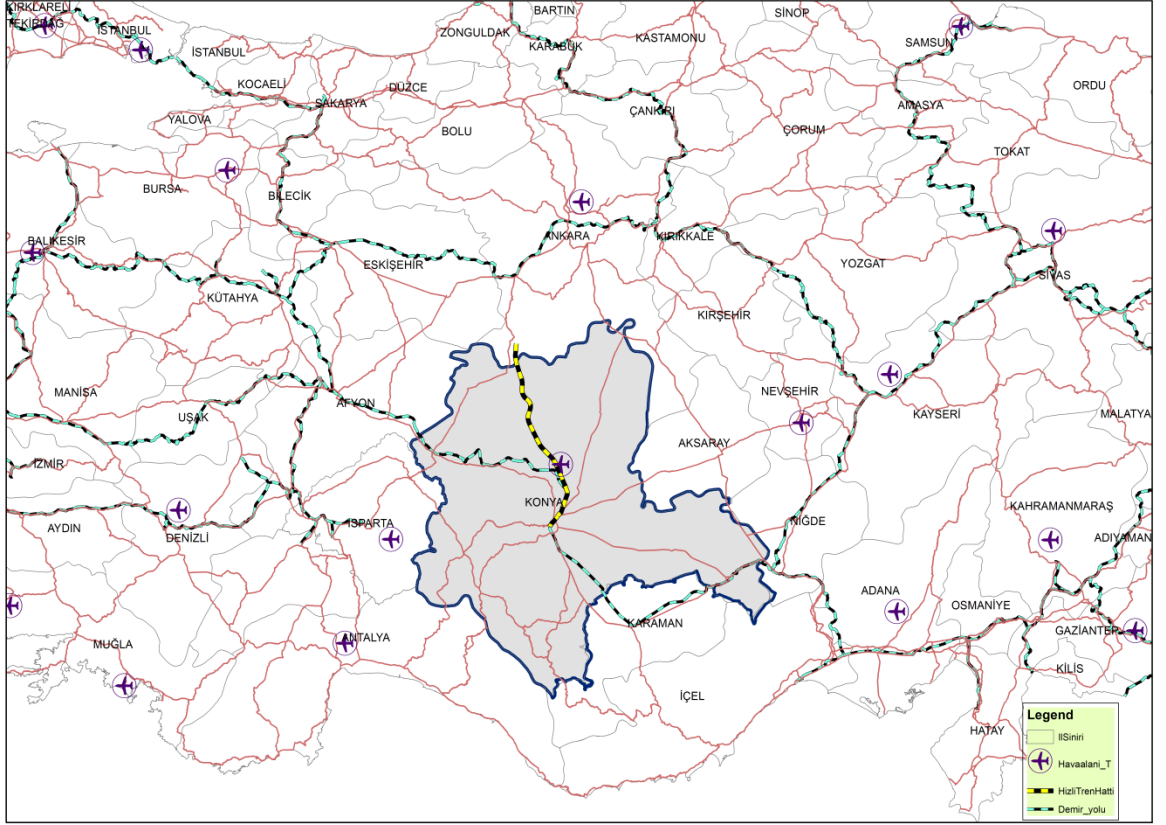 KIRKLARELİ
TEKİRDAĞ
İSTANBUL
İSTANBUL
KOCAELİ
SAKARYA
DÜZCE
ZONGULDAK
BARTIN
KARABÜK
KASTAMONU
SİNOP
SAMSUN
ORDU
YALOVA
BOLU
ÇANKIRI
ÇORUM
AMASYA
TOKAT
BURSA
BİLECİK
ANKARA
KIRIKKALE
BALIKESİR
ESKİŞEHİR
YOZGAT
SİVAS
KÜTAHYA
KIRŞEHİR
MANİSA
UŞAK
AFYON
NEVŞEHİR
KAYSERİ
MALATYA
İZMİR
AKSARAY
KONYA
KAHRAMANMARAŞ
AYDIN
DENİZLİ
ISPARTA
NİĞDE
ADIYAMAN
ADANA
OSMANİYE
MUĞLA
ANTALYA
KARAMAN
GAZİANTEP
KİLİS
İÇEL
HATAY
Legend
IlSiniri
Havaalani_T
HizliTrenHatti
Demir_yolu